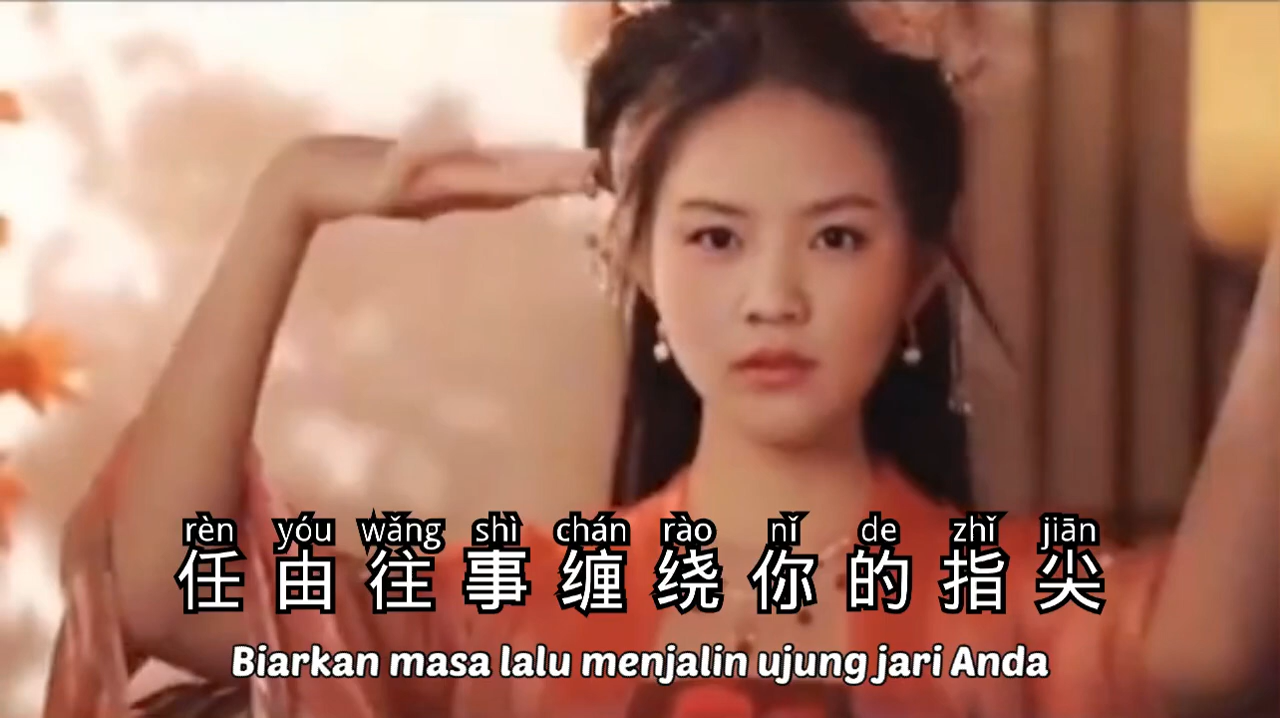 rèn yóu wǎng shì chán rào nǐ de zhǐ jiān
任由往事缠绕你的指尖
Biarkan masa lalu menjalin ujung jari Anda